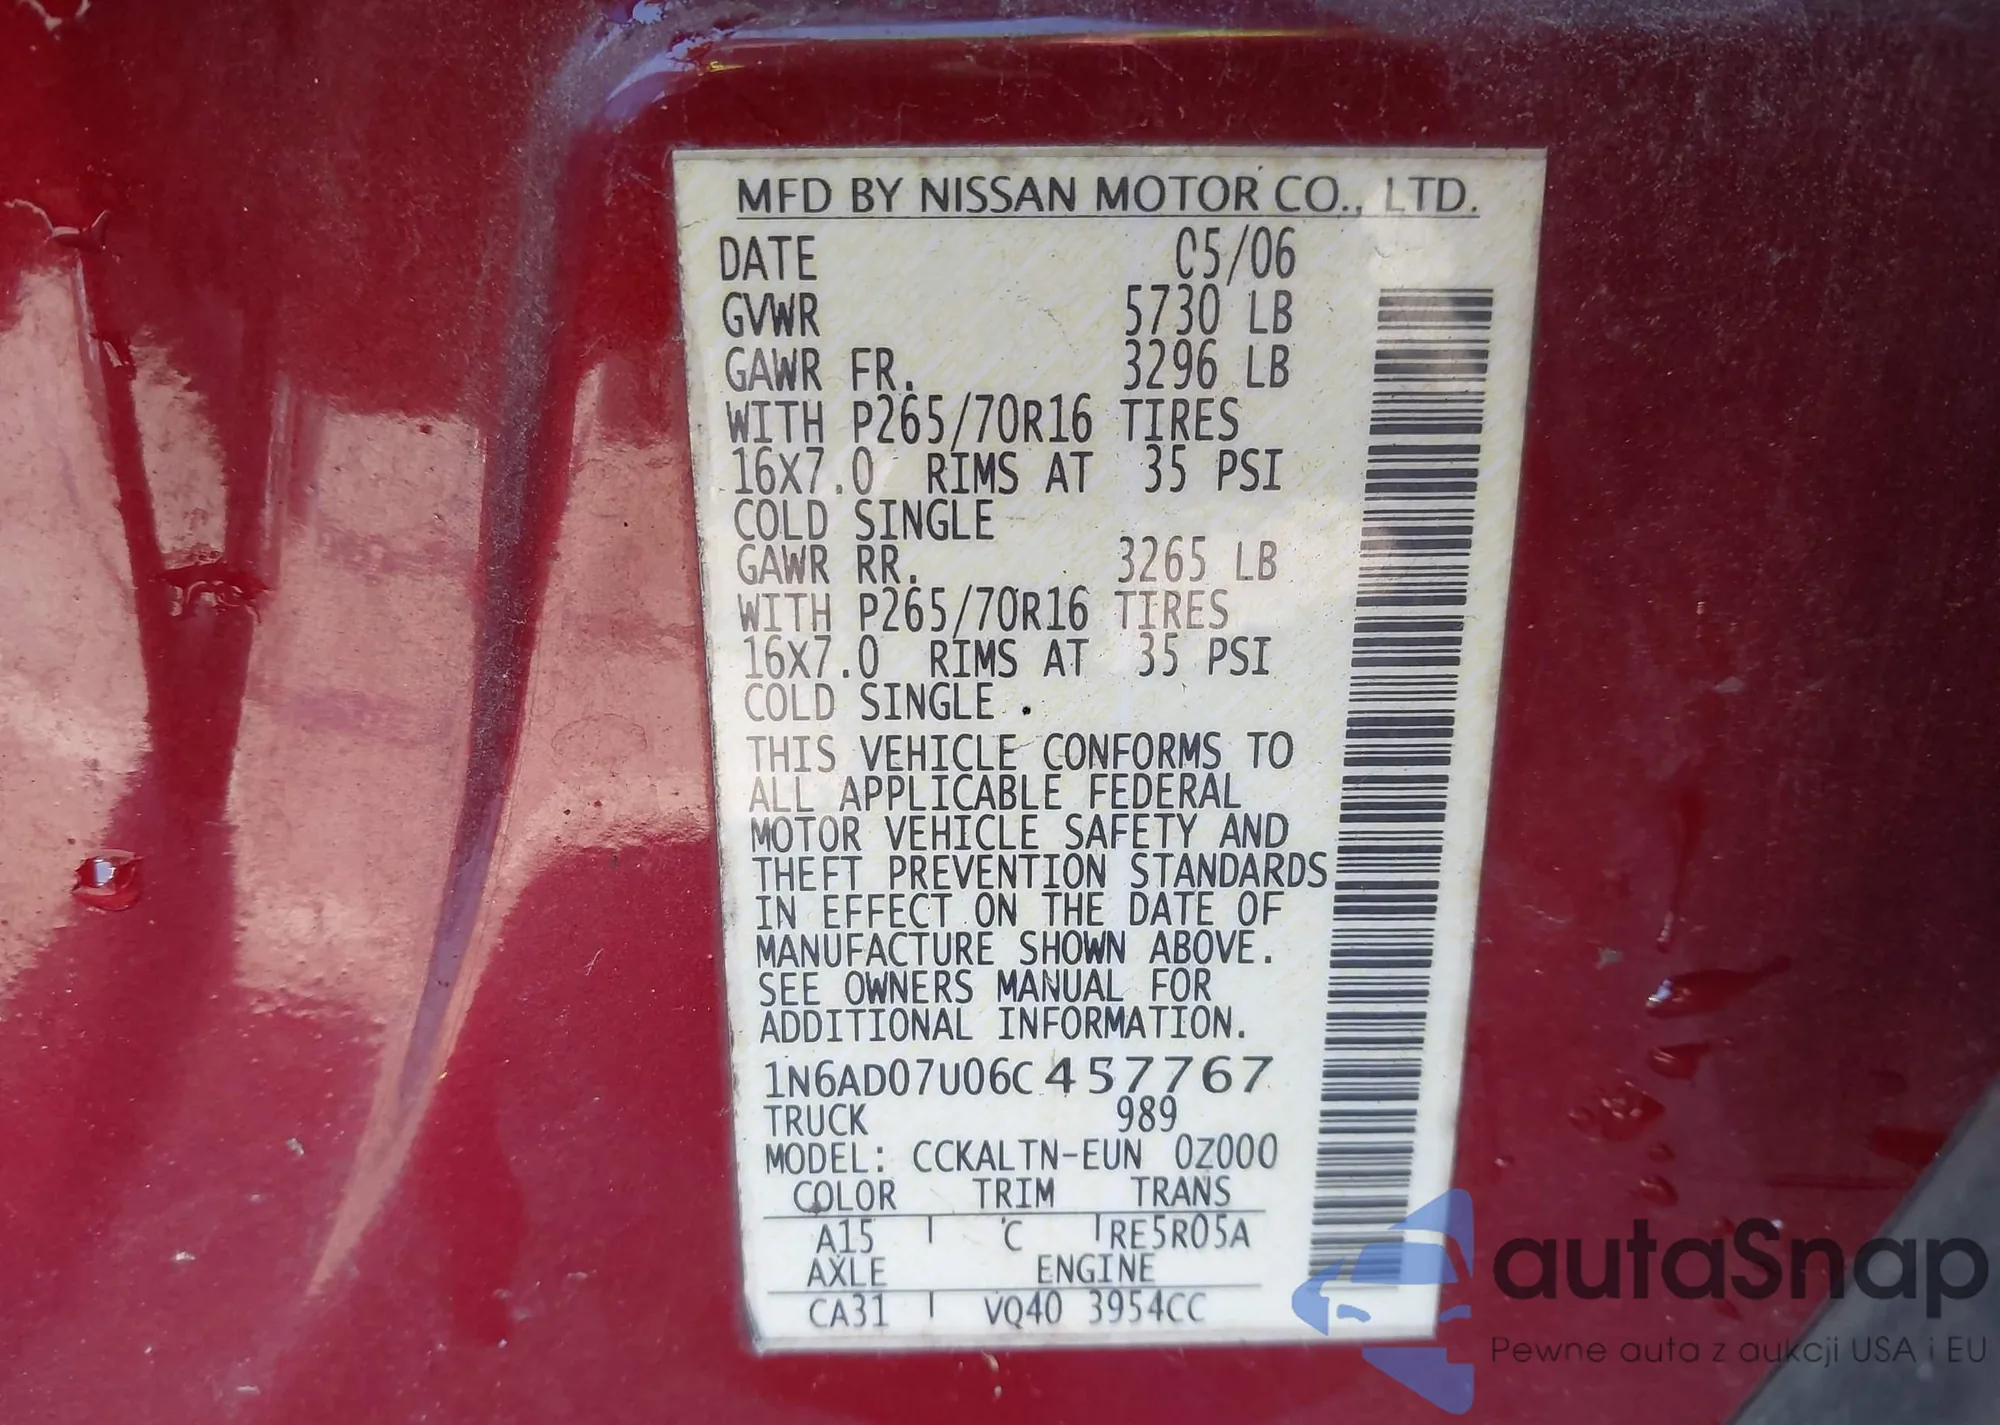 MFD BY NISSAN MOTOR CO., LTD.
DATE 05/06
GVWR 5730 LB
GAWR FR. 3296 LB
WITH P265/70R16 TIRES
16X7.0 RIMS AT 35 PSI
COLD SINGLE
GAWR RR. 3265 LB
WITH P265/70R16 TIRES
16X7.0 RIMS AT 35 PSI
COLD SINGLE .
THIS VEHICLE CONFORMS TO
ALL APPLICABLE FEDERAL
MOTOR VEHICLE SAFETY AND
THEFT PREVENTION STANDARDS
IN EFFECT ON THE DATE OF
MANUFACTURE SHOWN ABOVE.
SEE OWNERS MANUAL FOR
ADDITIONAL INFORMATION.
1N6AD07U06C457767
TRUCK 989
MODEL: CCKALTN-EUN 0Z000
COLOR TRIM TRANS
A15 C RE5R05A
AXLE ENGINE
CA31 VQ40 3954CC
autaSnap
Pewne auta z aukcji USA i EU